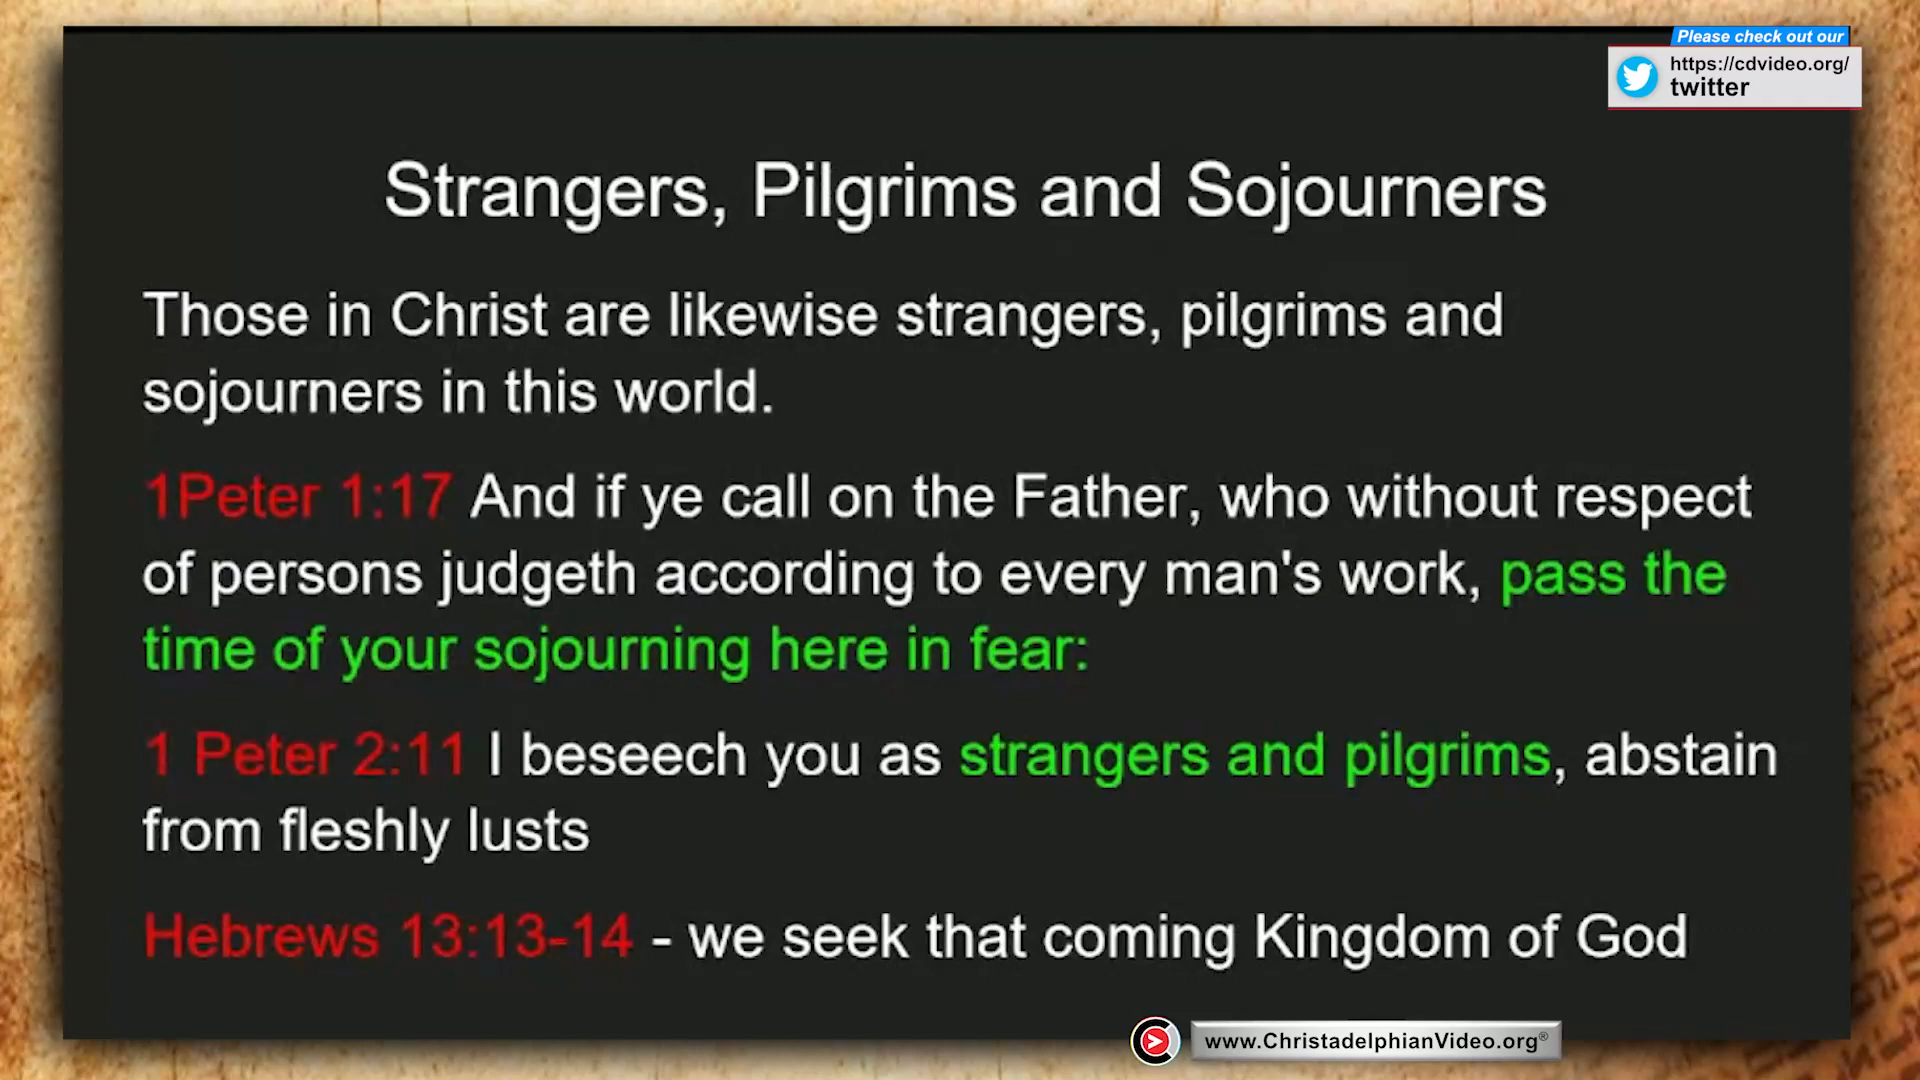 Please check out our
https://cdvideo.org/
twitter
Strangers, Pilgrims and Sojourners
Those in Christ are likewise strangers, pilgrims and
sojourners in this world.
1Peter 1:17 And if ye call on the Father, who without respect
of persons judgeth according to every man's work, pass the
time of your sojourning here in fear:
1 Peter 2:11 I beseech you as strangers and pilgrims, abstain
from fleshly lusts
Hebrews 13:13-14 - we seek that coming Kingdom of God
www.ChristadelphianVideo.org®